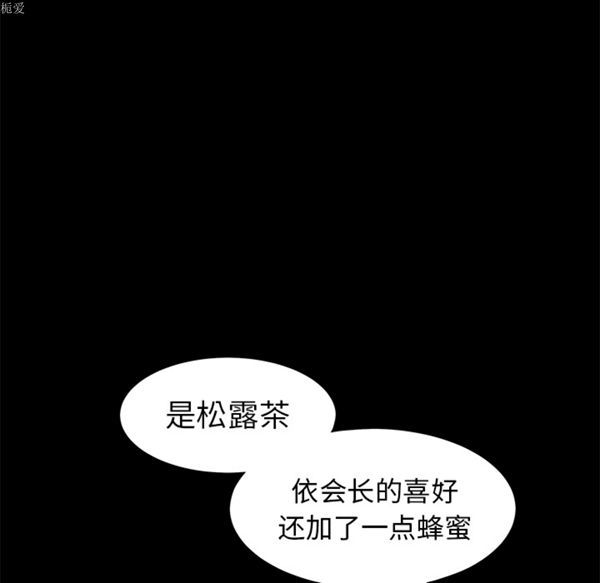 栀爱
是松露茶
依会长的喜好
还加了一点蜂蜜